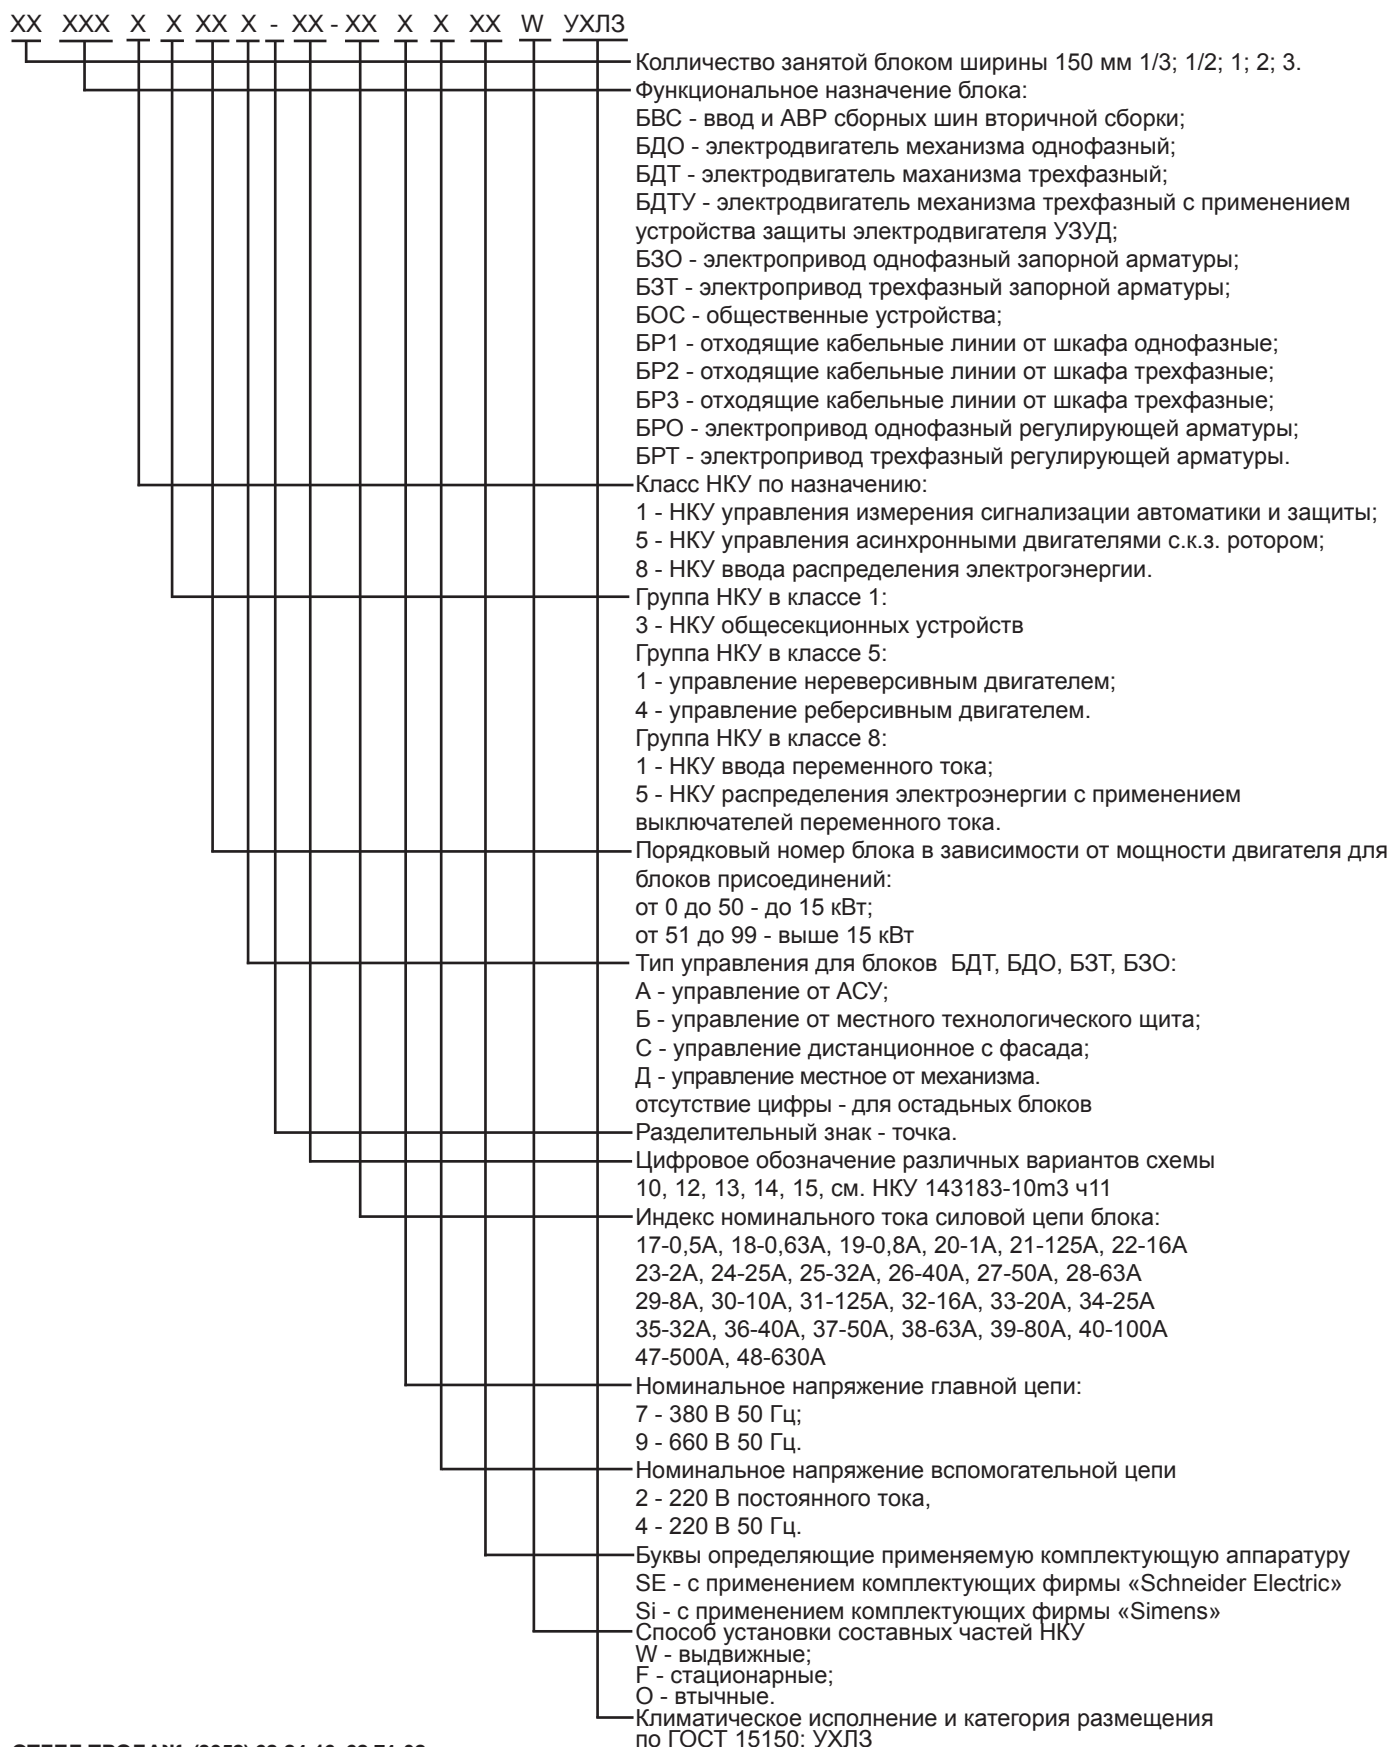 XX XXX X X XX X - XX - XX X X XX W УХЛ3
Колличество занятой блоком ширины 150 мм 1/3; 1/2; 1; 2; 3.
Функциональное назначение блока:
БВС - ввод и АВР сборных шин вторичной сборки;
БДО - электродвигатель механизма однофазный;
БДТ - электродвигатель маханизма трехфазный;
БДТУ - электродвигатель механизма трехфазный с применением
устройства защиты электродвигателя УЗУД;
БЗО - электропривод однофазный запорной арматуры;
БЗТ - электропривод трехфазный запорной арматуры;
БОС - общественные устройства;
БР1 - отходящие кабельные линии от шкафа однофазные;
БР2 - отходящие кабельные линии от шкафа трехфазные;
БР3 - отходящие кабельные линии от шкафа трехфазные;
БРО - электропривод однофазный регулирующей арматуры;
БРТ - электропривод трехфазный регулирующей арматуры.
Класс НКУ по назначению:
1 - НКУ управления измерения сигнализации автоматики и защиты;
5 - НКУ управления асинхронными двигателями с.к.з. ротором;
8 - НКУ ввода распределения электрогэнергии.
Группа НКУ в классе 1:
3 - НКУ общесекционных устройств
Группа НКУ в классе 5:
1 - управление нереверсивным двигателем;
4 - управление реберсивным двигателем.
Группа НКУ в классе 8:
1 - НКУ ввода переменного тока;
5 - НКУ распределения электроэнергии с применением
выключателей переменного тока.
Порядковый номер блока в зависимости от мощности двигателя для
блоков присоединений:
от 0 до 50 - до 15 кВт;
от 51 до 99 - выше 15 кВт
Тип управления для блоков БДТ, БДО, БЗТ, БЗО:
А - управление от АСУ;
Б - управление от местного технологического щита;
С - управление дистанционное с фасада;
Д - управление местное от механизма.
отсутствие цифры - для остадьных блоков
Разделительный знак - точка.
Цифровое обозначение различных вариантов схемы
10, 12, 13, 14, 15, см. НКУ 143183-10m3 ч11
Индекс номинального тока силовой цепи блока:
17-0,5А, 18-0,63А, 19-0,8А, 20-1А, 21-125А, 22-16А
23-2А, 24-25А, 25-32А, 26-40А, 27-50А, 28-63А
29-8А, 30-10А, 31-125А, 32-16А, 33-20А, 34-25А
35-32А, 36-40А, 37-50А, 38-63А, 39-80А, 40-100А
47-500А, 48-630А
Номинальное напряжение главной цепи:
7 - 380 В 50 Гц;
9 - 660 В 50 Гц.
Номинальное напряжение вспомогательной цепи
2 - 220 В постоянного тока,
4 - 220 В 50 Гц.
Буквы определяющие применяемую комплектующую аппаратуру
SE - с применением комплектующих фирмы «Schneider Electric»
Si - с применением комплектующих фирмы «Simens»
Способ установки составных частей НКУ
W - выдвижные;
F - стационарные;
O - втычные.
Климатическое исполнение и категория размещения
по ГОСТ 15150: УХЛ3